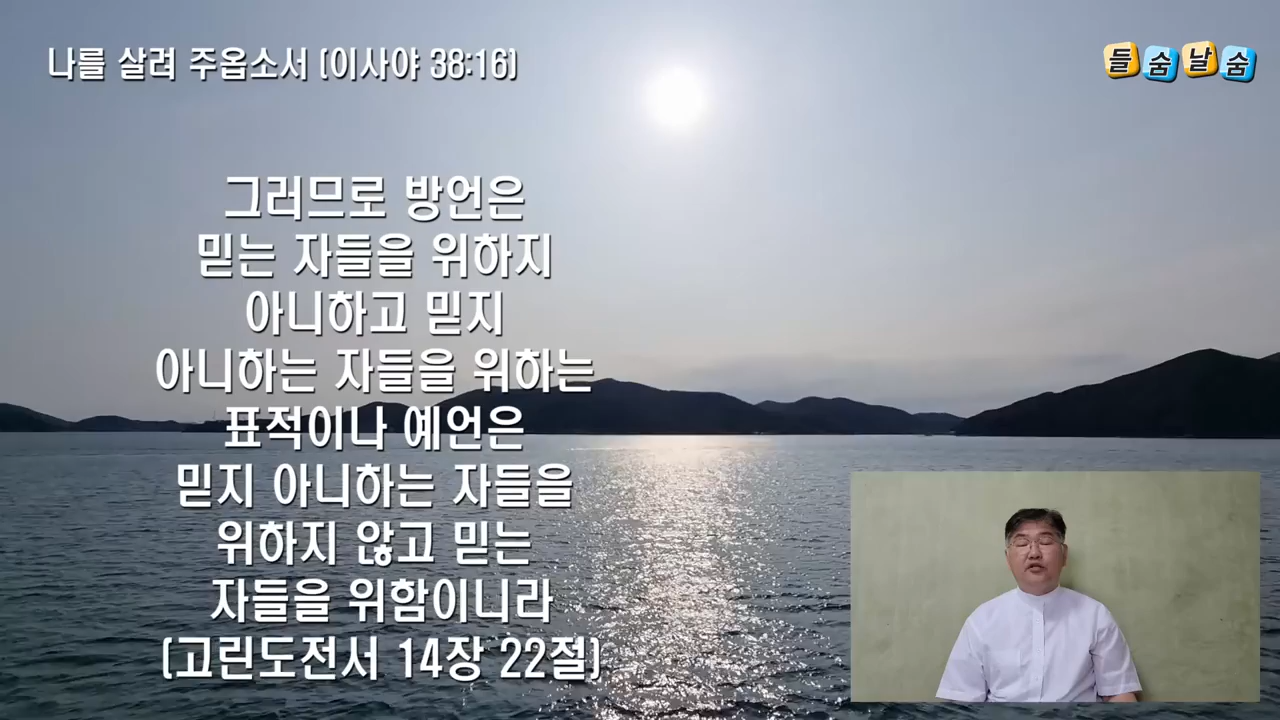 나를 살려 주옵소서 (이사야 38:16)
들숨날숨
그러므로 방언은
믿는 자들을 위하지
아니하고 믿지
아니하는 자들을 위하는
표적이나 예언은
믿지 아니하는 자들을
위하지 않고 믿는
자들을 위함이니라
(고린도전서 14장 22절)